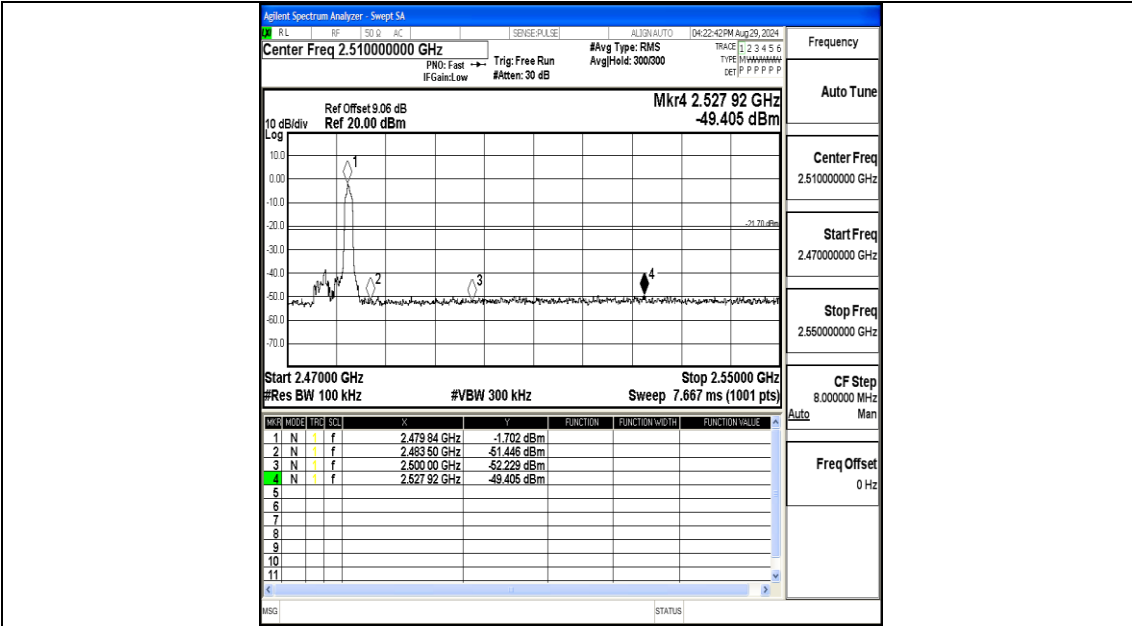 Agilent Spectrum Analyzer - Swept SA
RL RF 50 Ω AC SENSE:PULSE ALIGNAUTO 04:22:42PM Aug 29, 2024
Center Freq 2.510000000 GHz
PNO: Fast
IFGain:Low
Trig: Free Run
#Atten: 30 dB
#Avg Type: RMS
Avg|Hold: 300/300
TRACE 1 2 3 4 5 6
TYPE
DET P P P P P P
Ref Offset 9.06 dB
10 dB/div Ref 20.00 dBm
Log
Mkr4 2.527 92 GHz
-49.405 dBm
10.0
0.00
-10.0
-20.0
-30.0
-40.0
-50.0
-60.0
-70.0
1
2
3
4
-21.70 dBm
Start 2.47000 GHz Stop 2.55000 GHz
#Res BW 100 kHz #VBW 300 kHz Sweep 7.667 ms (1001 pts)
MKR MODE TRC SCL X Y FUNCTION FUNCTION WIDTH FUNCTION VALUE
1 N 1 f 2.479 84 GHz -1.702 dBm
2 N 1 f 2.483 50 GHz -51.446 dBm
3 N 1 f 2.500 00 GHz -52.229 dBm
4 N 1 f 2.527 92 GHz -49.405 dBm
5
6
7
8
9
10
11
MSG STATUS
Frequency
Auto Tune
Center Freq
2.510000000 GHz
Start Freq
2.470000000 GHz
Stop Freq
2.550000000 GHz
CF Step
8.000000 MHz
Auto Man
Freq Offset
0 Hz